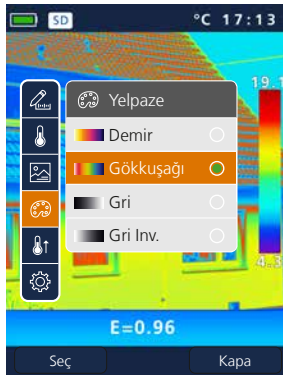 SD °C 17:13
19.1
Yelpaze
Demir
Gökkuşağı
Gri
Gri Inv.
4.3
E=0.96
Seç Kapa